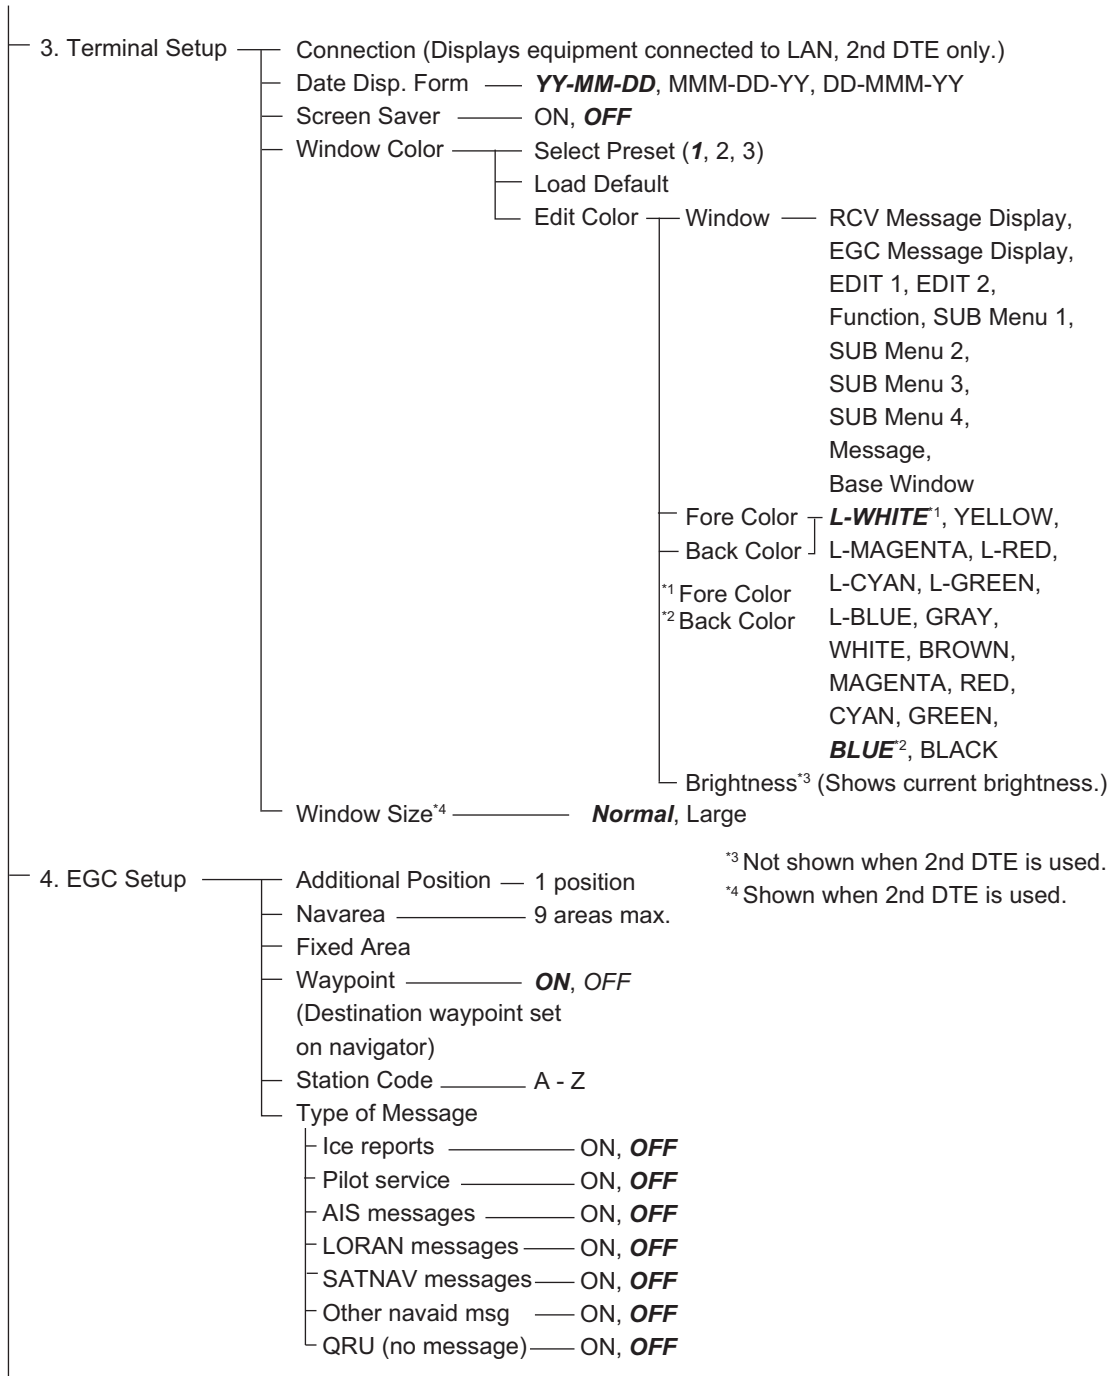 3. Terminal Setup Connection (Displays equipment connected to LAN, 2nd DTE only.)
Date Disp. Form YY-MM-DD, MMM-DD-YY, DD-MMM-YY
Screen Saver ON, OFF
Window Color Select Preset (1, 2, 3)
Load Default
Edit Color Window RCV Message Display,
EGC Message Display,
EDIT 1, EDIT 2,
Function, SUB Menu 1,
SUB Menu 2,
SUB Menu 3,
SUB Menu 4,
Message,
Base Window
Fore Color L-WHITE*1, YELLOW,
Back Color L-MAGENTA, L-RED,
*1 Fore Color L-CYAN, L-GREEN,
*2 Back Color L-BLUE, GRAY,
WHITE, BROWN,
MAGENTA, RED,
CYAN, GREEN,
BLUE*2, BLACK
Brightness*3 (Shows current brightness.)
Window Size*4 Normal, Large
*3 Not shown when 2nd DTE is used.
*4 Shown when 2nd DTE is used.
4. EGC Setup Additional Position 1 position
Navarea 9 areas max.
Fixed Area
Waypoint ON, OFF
(Destination waypoint set
on navigator)
Station Code A - Z
Type of Message
Ice reports ON, OFF
Pilot service ON, OFF
AIS messages ON, OFF
LORAN messages ON, OFF
SATNAV messages ON, OFF
Other navaid msg ON, OFF
QRU (no message) ON, OFF